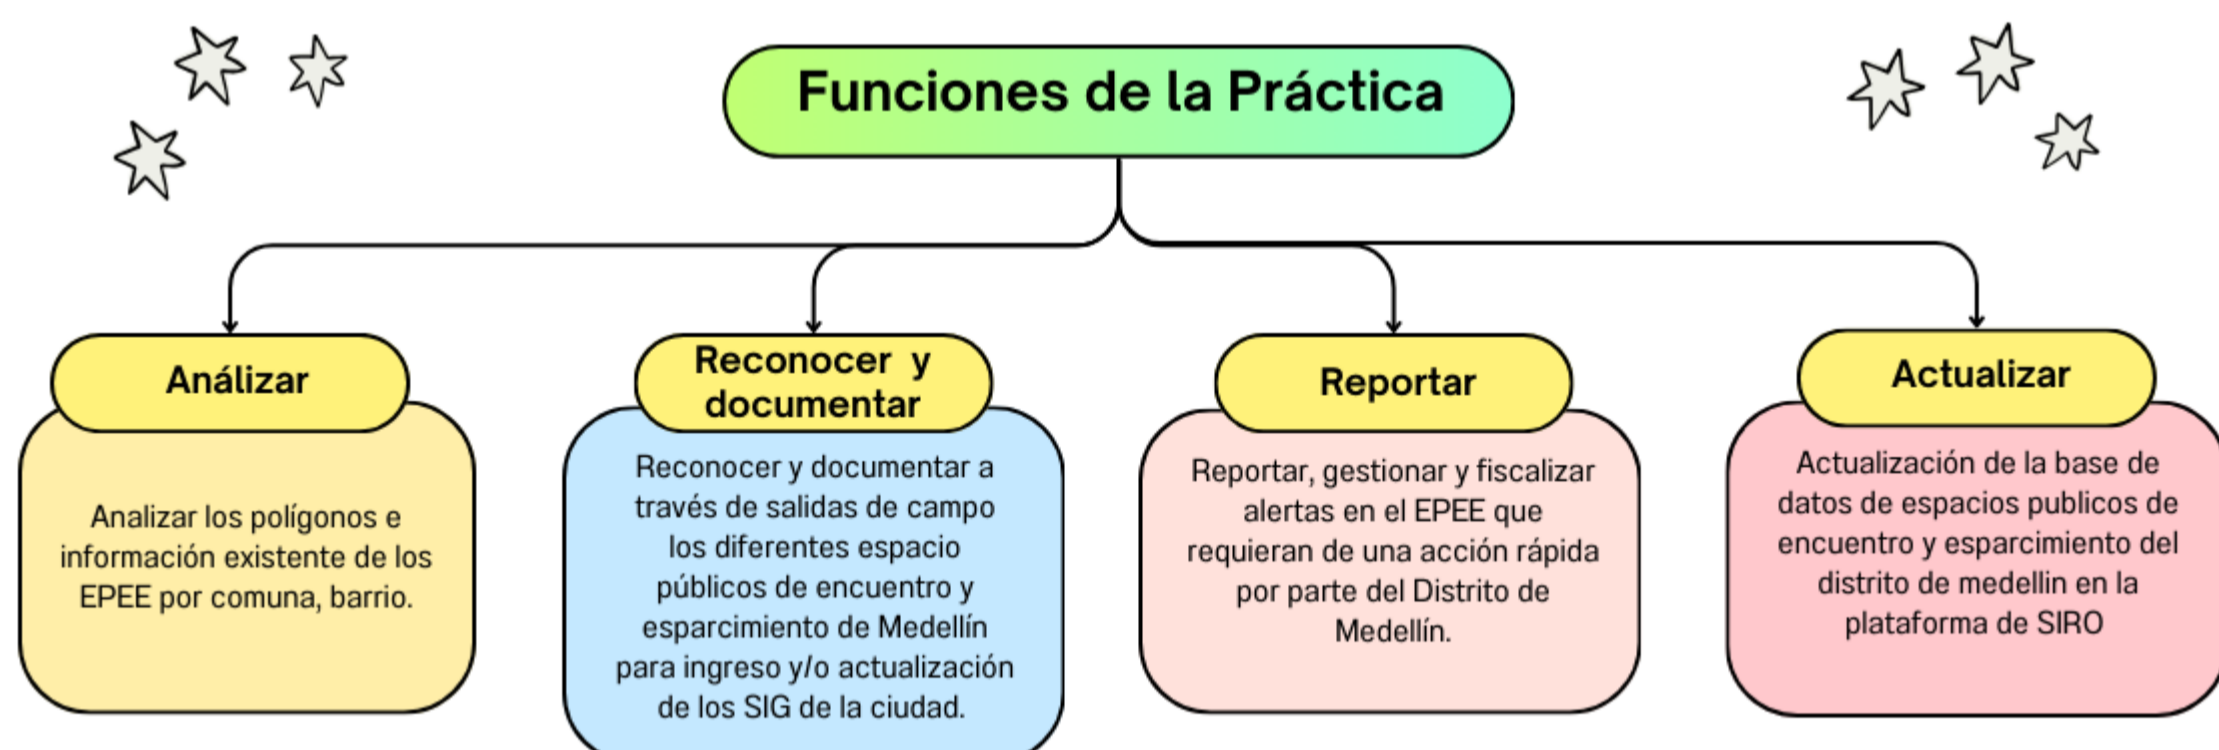 Funciones de la Práctica
Análizar
Analizar los polígonos e
información existente de los
EPEE por comuna, barrio.
Reconocer y
documentar
Reconocer y documentar a
través de salidas de campo
los diferentes espacio
públicos de encuentro y
esparcimiento de Medellín
para ingreso y/o actualización
de los SIG de la ciudad.
Reportar
Reportar, gestionar y fiscalizar
alertas en el EPEE que
requieran de una acción rápida
por parte del Distrito de
Medellín.
Actualizar
Actualización de la base de
datos de espacios publicos de
encuentro y esparcimiento del
distrito de medellin en la
plataforma de SIRO